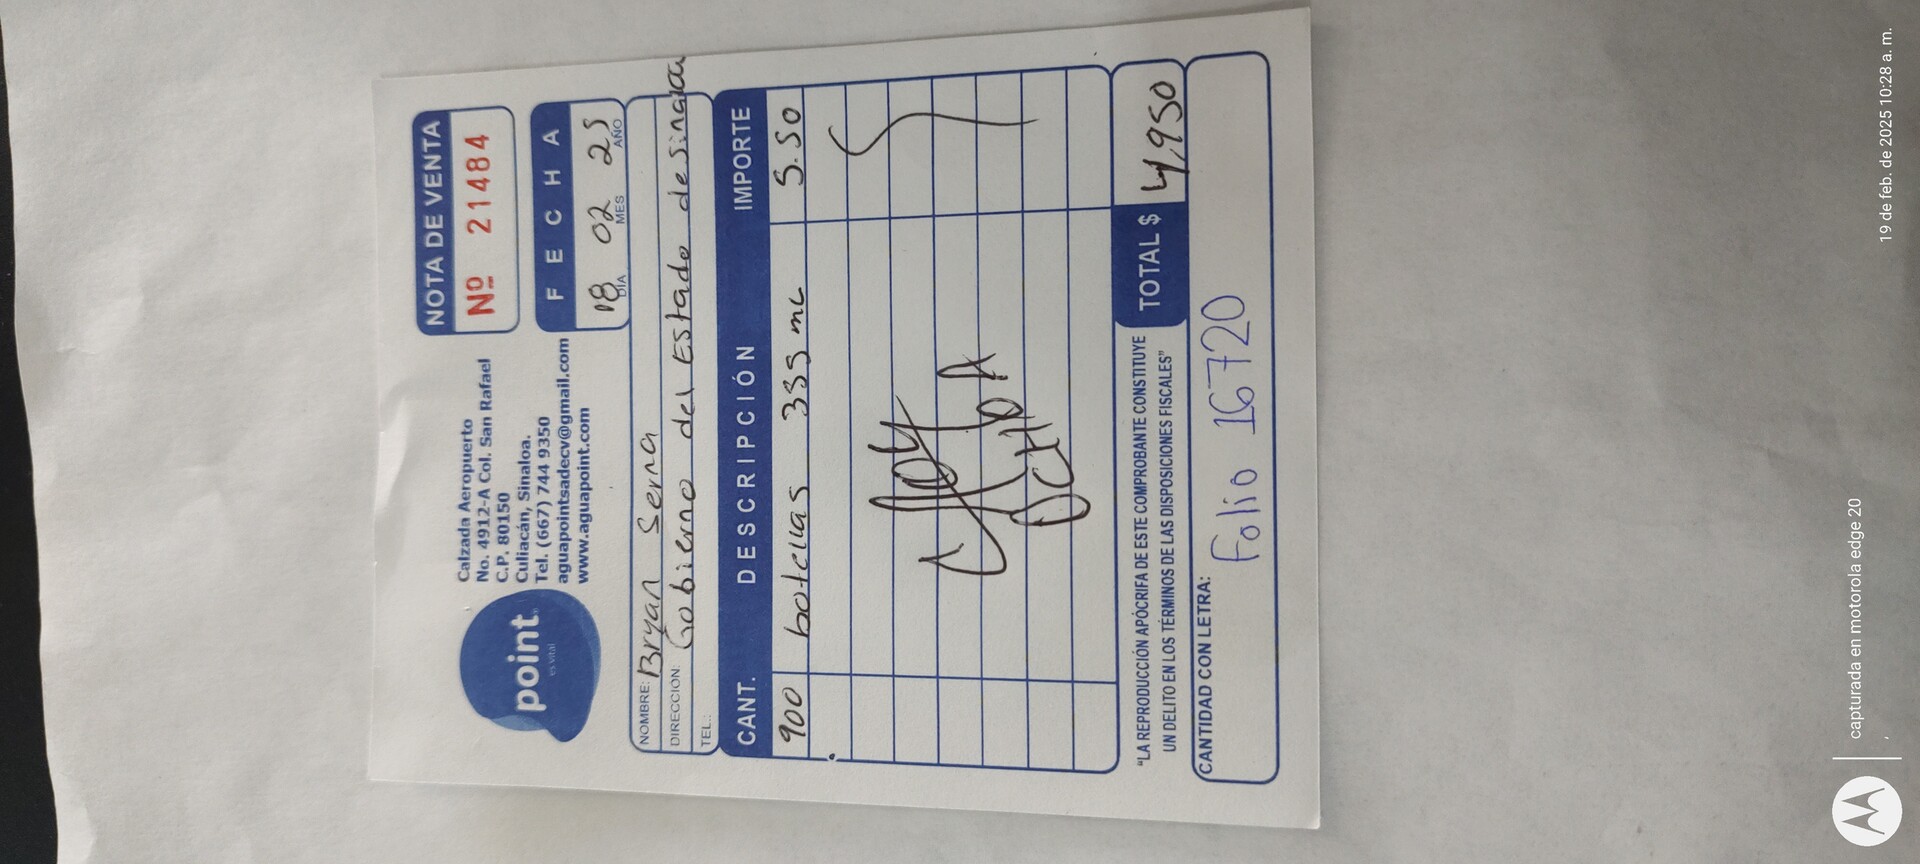 point
es vital
Calzada Aeropuerto
No. 4912-A Col. San Rafael
C.P. 80150
Culiacán, Sinaloa.
Tel. (667) 744 9350
aguapointsadecv@gmail.com
www.aguapoint.com
NOTA DE VENTA
Nº 21484
FECHA
18 02 25
DIA MES AÑO
NOMBRE: Bryan Serna
DIRECCION: Gobierno del Estado de Sinaloa
TEL.:
CANT. DESCRIPCIÓN IMPORTE
900 botellas 335 ml 5.50
"LA REPRODUCCIÓN APÓCRIFA DE ESTE COMPROBANTE CONSTITUYE
UN DELITO EN LOS TÉRMINOS DE LAS DISPOSICIONES FISCALES"
TOTAL $ 4,950
CANTIDAD CON LETRA:
Folio 16720
capturada en motorola edge 20
19 de feb. de 2025 10:28 a. m.